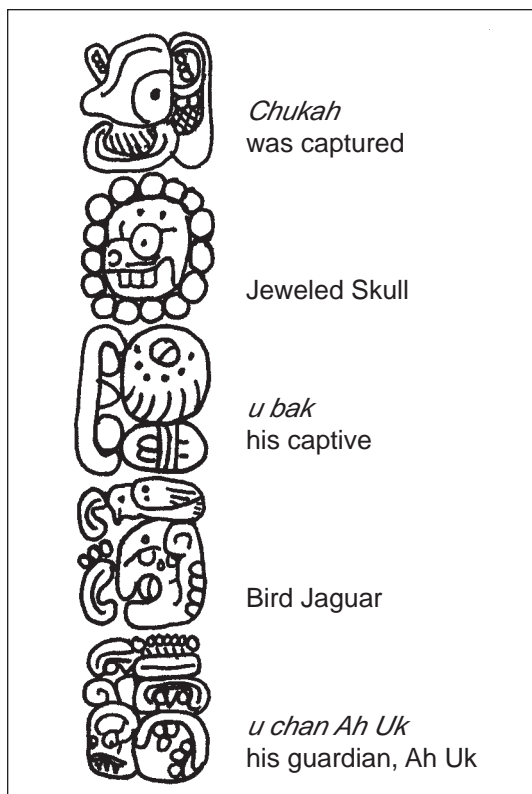 Chukah
was captured
Jeweled Skull
u bak
his captive
Bird Jaguar
u chan Ah Uk
his guardian, Ah Uk